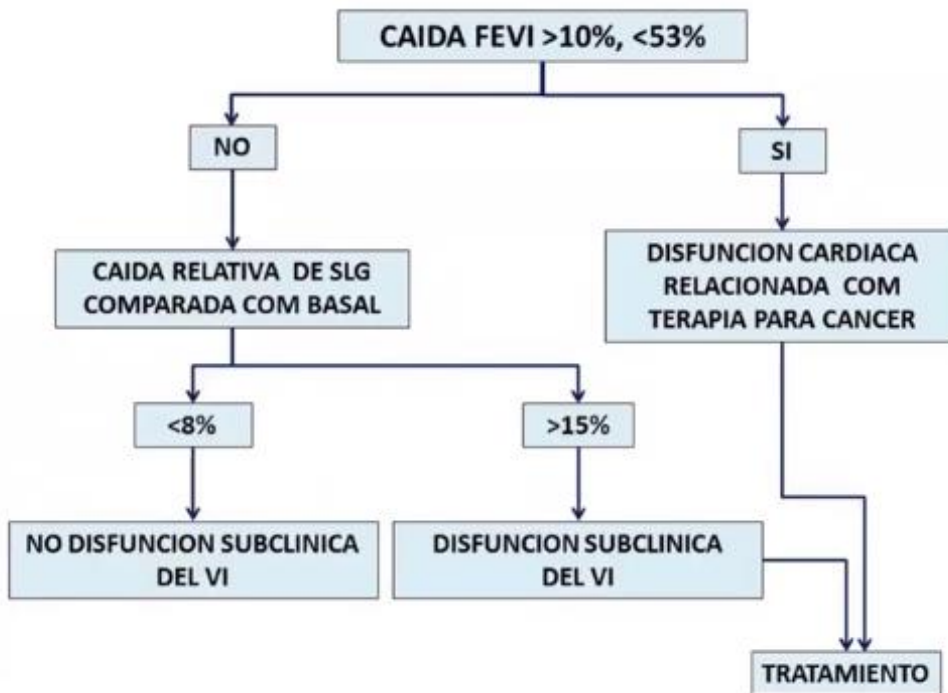 CAIDA FEVI >10%, <53%
NO
SI
CAIDA RELATIVA DE SLG
COMPARADA COM BASAL
DISFUNCION CARDIACA
RELACIONADA COM
TERAPIA PARA CANCER
<8%
>15%
NO DISFUNCION SUBCLINICA
DEL VI
DISFUNCION SUBCLINICA
DEL VI
TRATAMIENTO